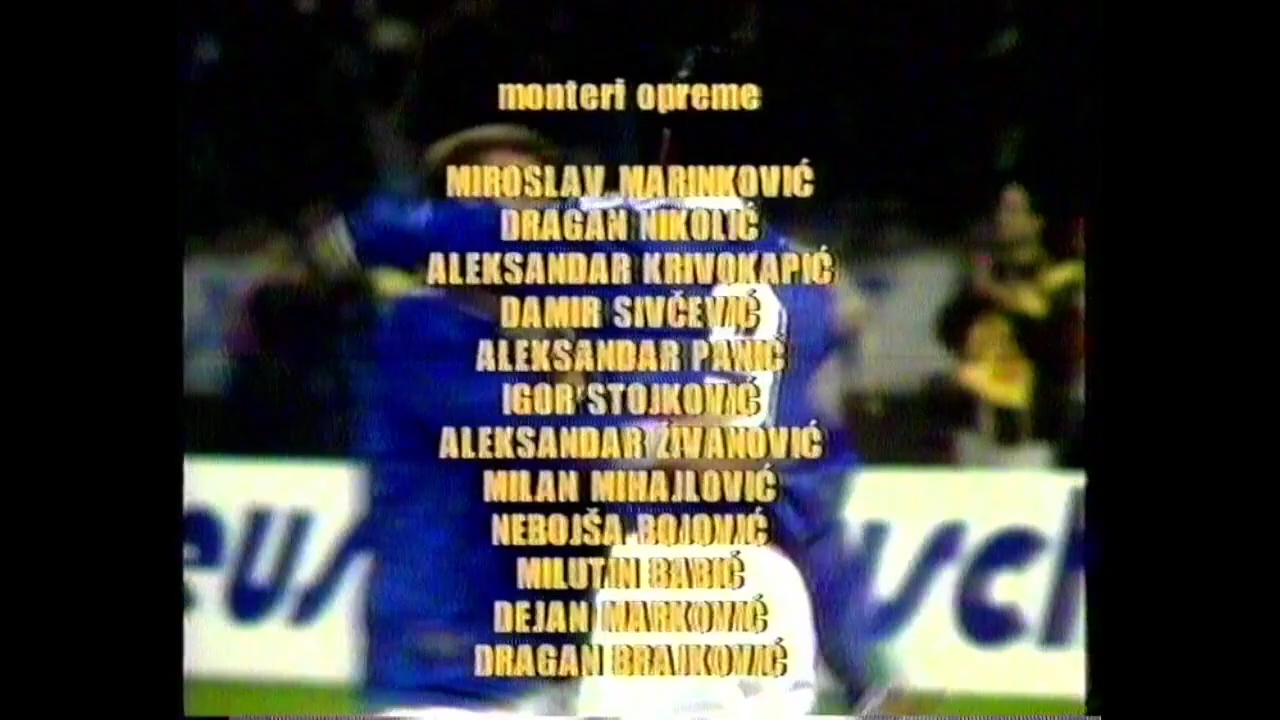 monteri opreme
MIROSLAV MARINKOVIĆ
DRAGAN NIKOLIĆ
ALEKSANDAR KRIVOKAPIĆ
DAMIR SIVČEVIĆ
ALEKSANDAR PANIĆ
IGOR STOJKOVIĆ
ALEKSANDAR ŽIVANOVIĆ
MILAN MIHAJLOVIĆ
NEBOJŠA BOJOVIĆ
MILUTIN BABIĆ
DEJAN MARKOVIĆ
DRAGAN BRAJKOVIĆ